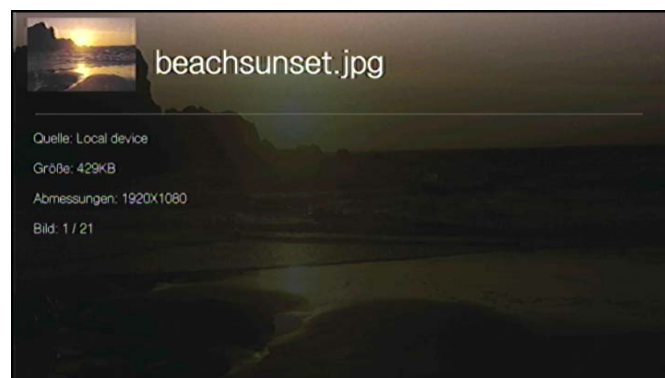 beachsunset.jpg
Quelle: Local device
Größe: 429KB
Abmessungen: 1920X1080
Bild: 1 / 21